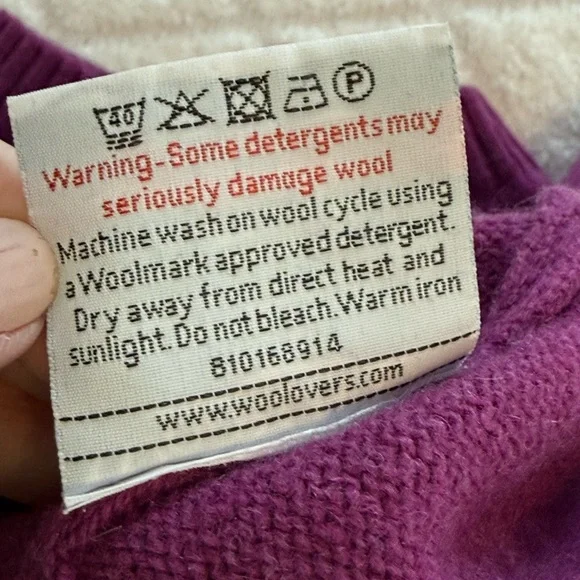 40 P
Warning-Some detergents may
seriously damage wool
Machine wash on wool cycle using
a Woolmark approved detergent.
Dry away from direct heat and
sunlight. Do not bleach. Warm iron
810168914
www.woolovers.com